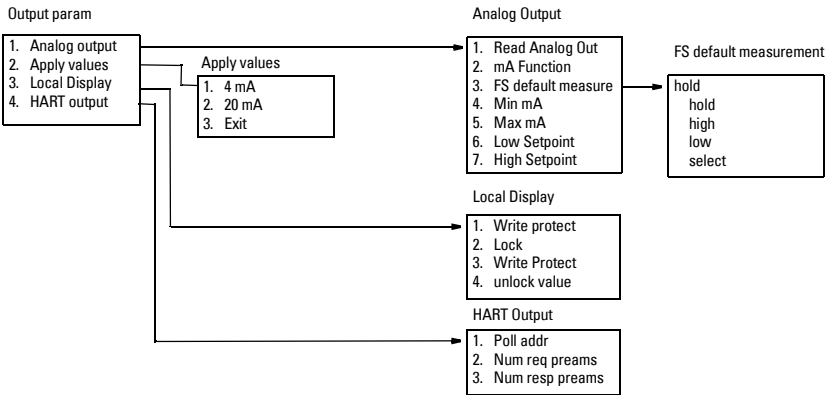 Output param
1. Analog output
2. Apply values
3. Local Display
4. HART output
Apply values
1. 4 mA
2. 20 mA
3. Exit
Analog Output
1. Read Analog Out
2. mA Function
3. FS default measure
4. Min mA
5. Max mA
6. Low Setpoint
7. High Setpoint
FS default measurement
hold
hold
high
low
select
Local Display
1. Write protect
2. Lock
3. Write Protect
4. unlock value
HART Output
1. Poll addr
2. Num req preams
3. Num resp preams